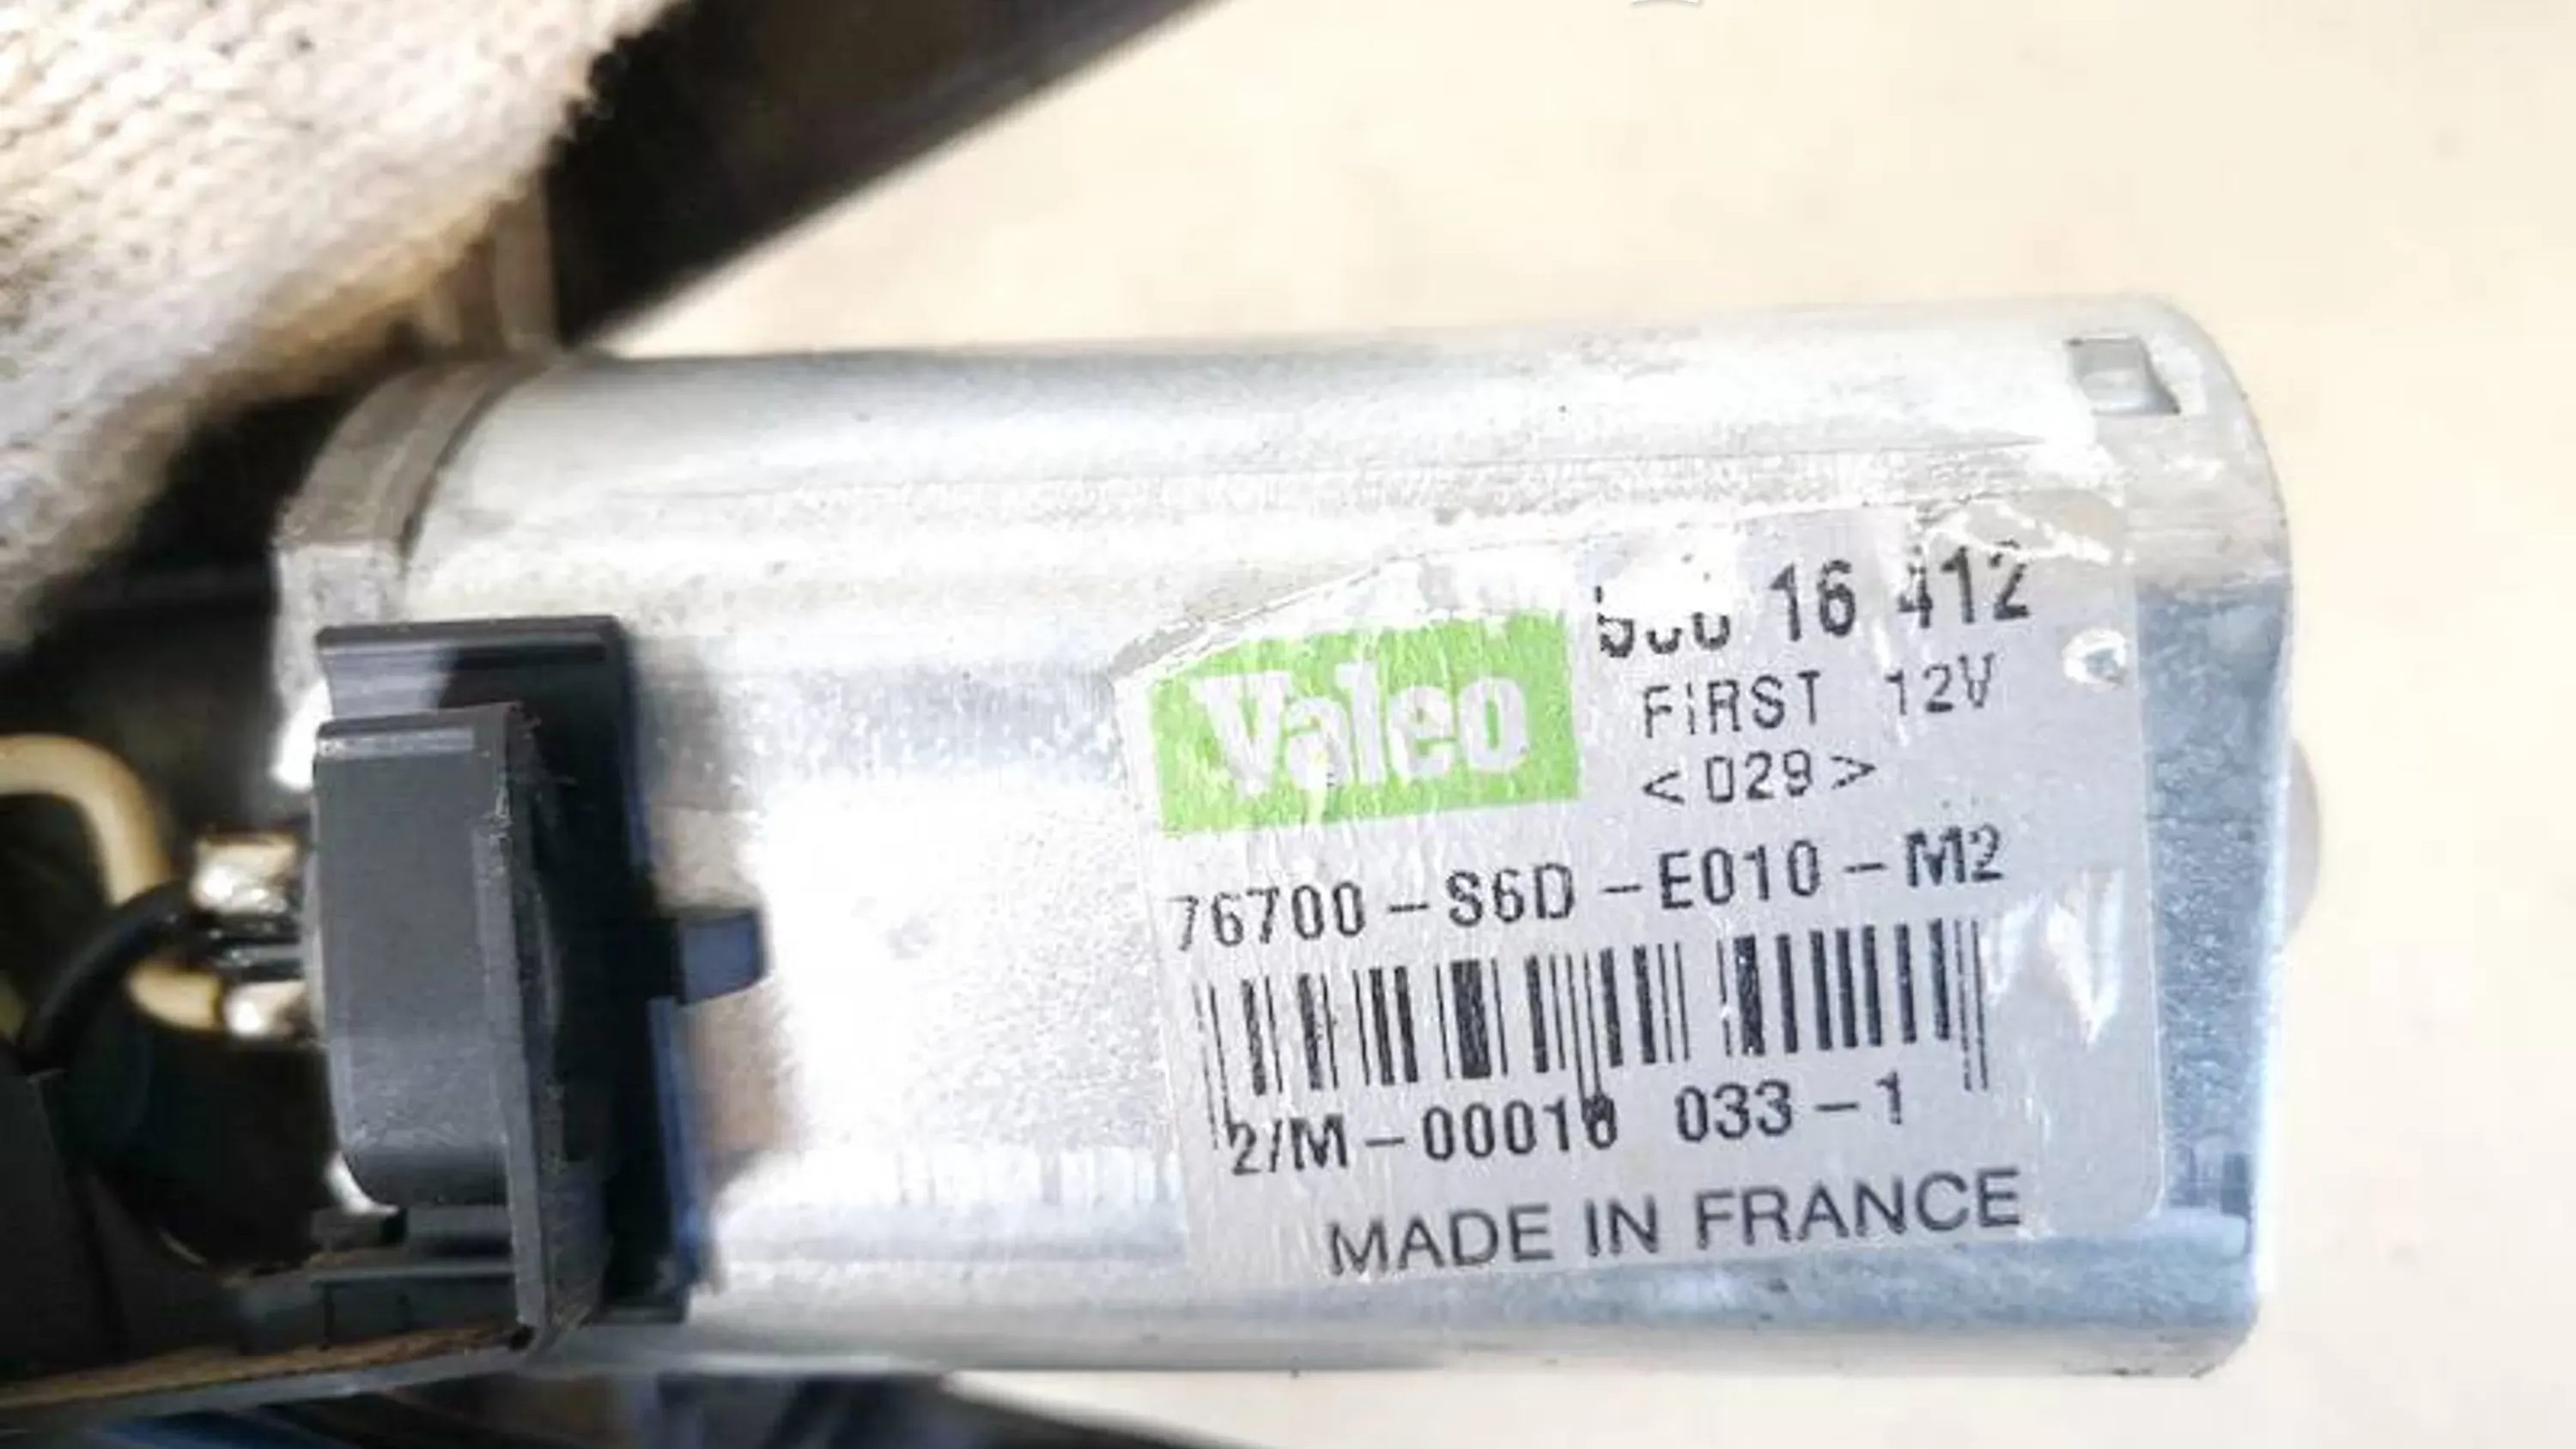 Valeo
16 412
FIRST 12V
<029>
76700-S6D-E010-M2
2/M-00010 033-1
MADE IN FRANCE